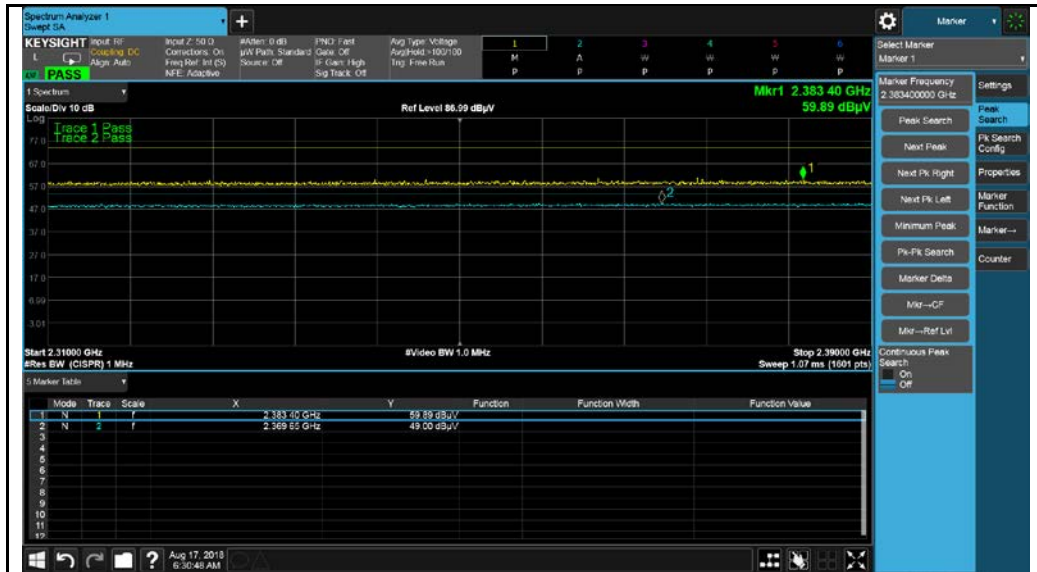 Spectrum Analyzer 1
Swept SA
+
Marker
KEYSIGHT
L
PASS
Input: RF
Coupling: DC
Align: Auto
Input Z: 50 Ω
Corrections: On
Freq Ref: Int (S)
NFE: Adaptive
#Atten: 0 dB
µW Path: Standard
Source: Off
PNO: Fast
Gate: Off
IF Gain: High
Sig Track: Off
Avg Type: Voltage
Avg|Hold:>100/100
Trig: Free Run
1 2 3 4 5 6
M A W W W W
P P P P P P
Select Marker
Marker 1
1 Spectrum
Scale/Div 10 dB
Log
Ref Level 86.99 dBµV
Mkr1 2.383 40 GHz
59.89 dBµV
Trace 1 Pass
Trace 2 Pass
77.0
67.0
57.0
47.0
37.0
27.0
17.0
6.99
3.01
1
2
Start 2.31000 GHz
#Res BW (CISPR) 1 MHz
#Video BW 1.0 MHz
Stop 2.39000 GHz
Sweep 1.07 ms (1601 pts)
5 Marker Table
Mode Trace Scale X Y Function Function Width Function Value
1 N 1 f 2.383 40 GHz 59.89 dBµV
2 N 2 f 2.369 65 GHz 49.00 dBµV
3
4
5
6
7
8
9
10
11
12
Marker Frequency
2.383400000 GHz
Peak Search
Next Peak
Next Pk Right
Next Pk Left
Minimum Peak
Pk-Pk Search
Marker Delta
Mkr→CF
Mkr→Ref Lvl
Continuous Peak
Search
On
Off
Settings
Peak
Search
Pk Search
Config
Properties
Marker
Function
Marker→
Counter
?
Aug 17, 2018
6:30:48 AM